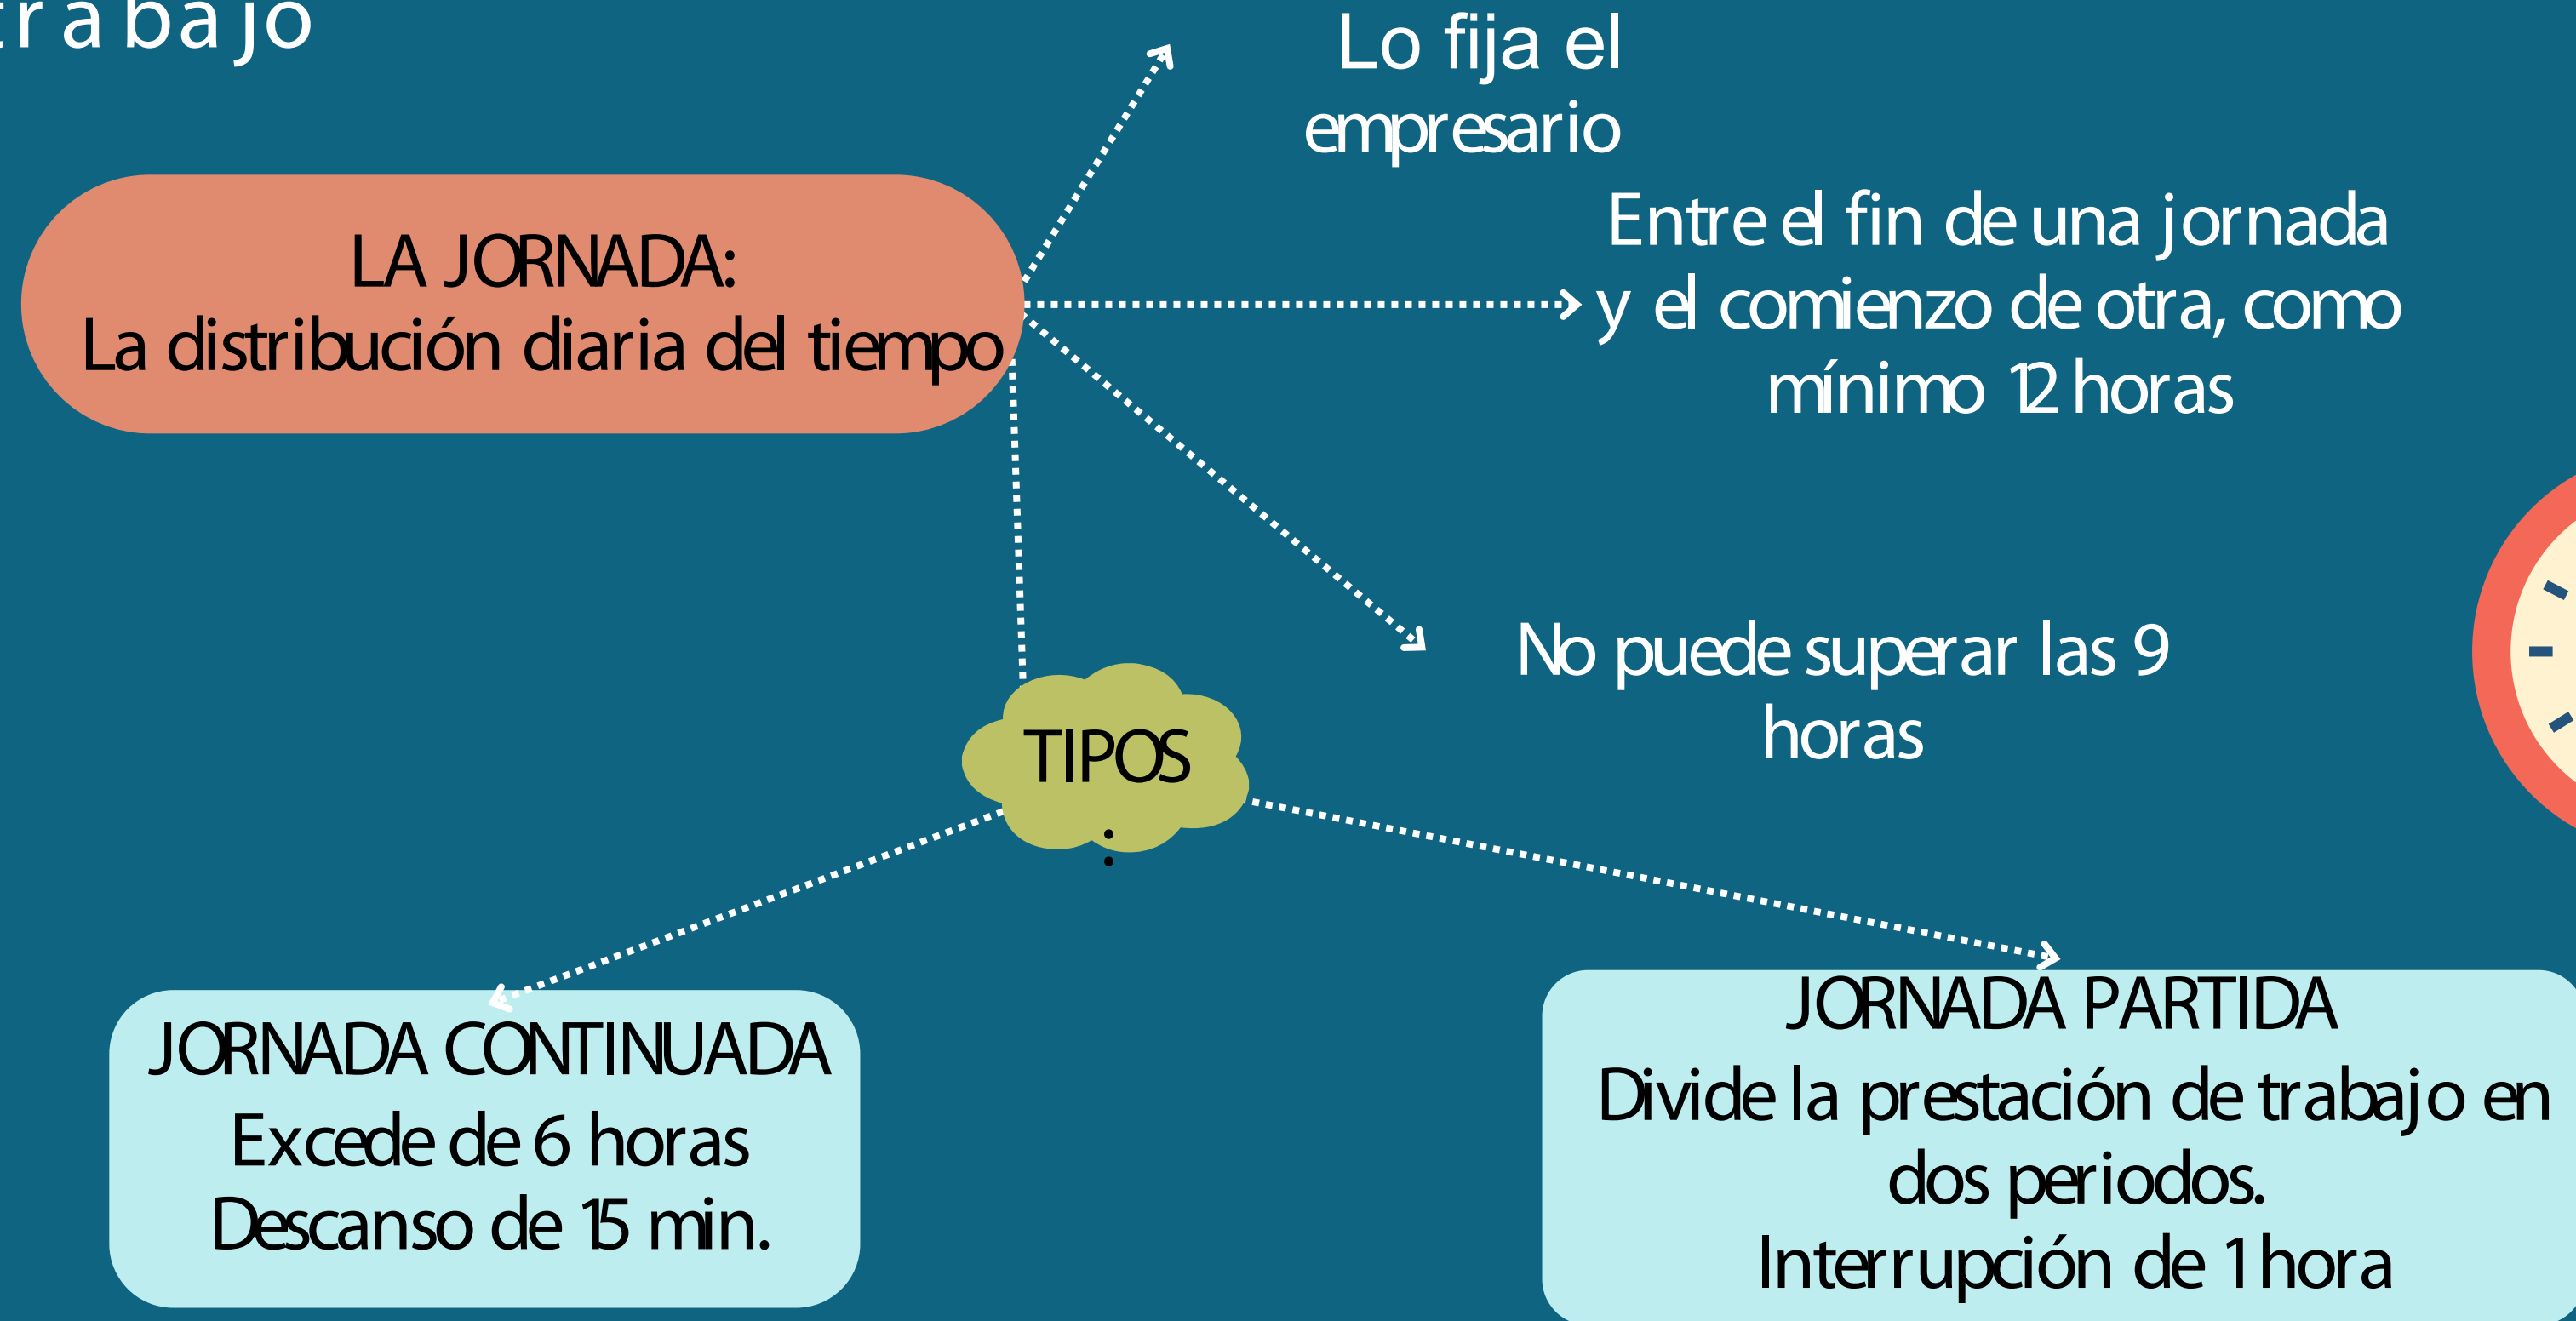 trabajo
Lo fija el
empresario
LA JORNADA:
La distribución diaria del tiempo
Entre el fin de una jornada
y el comienzo de otra, como
mínimo 12 horas
No puede superar las 9
horas
TIPOS
:
JORNADA CONTINUADA
Excede de 6 horas
Descanso de 15 min.
JORNADA PARTIDA
Divide la prestación de trabajo en
dos periodos.
Interrupción de 1 hora